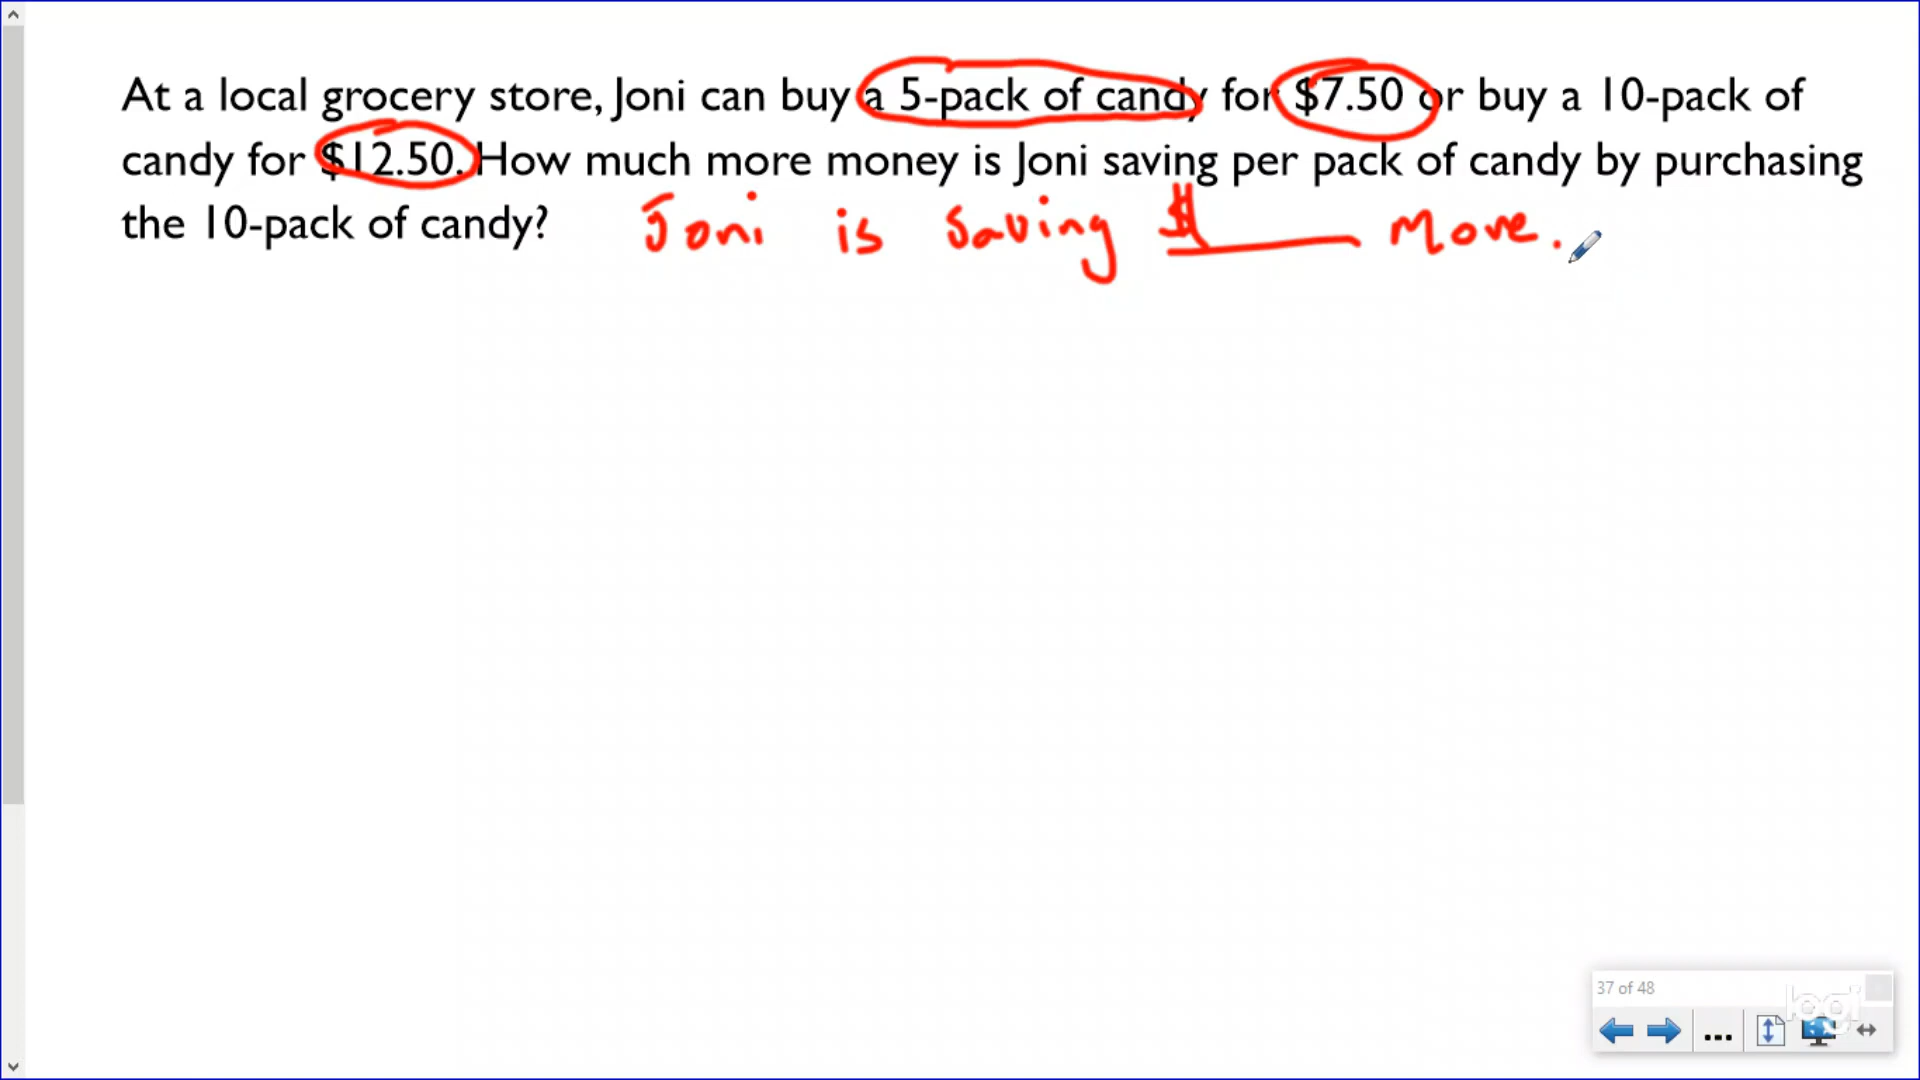 At a local grocery store, Joni can buy a 5-pack of candy for $7.50 or buy a 10-pack of
candy for $12.50. How much more money is Joni saving per pack of candy by purchasing
the 10-pack of candy? Joni is saving $____ more.
37 of 48
logi
...